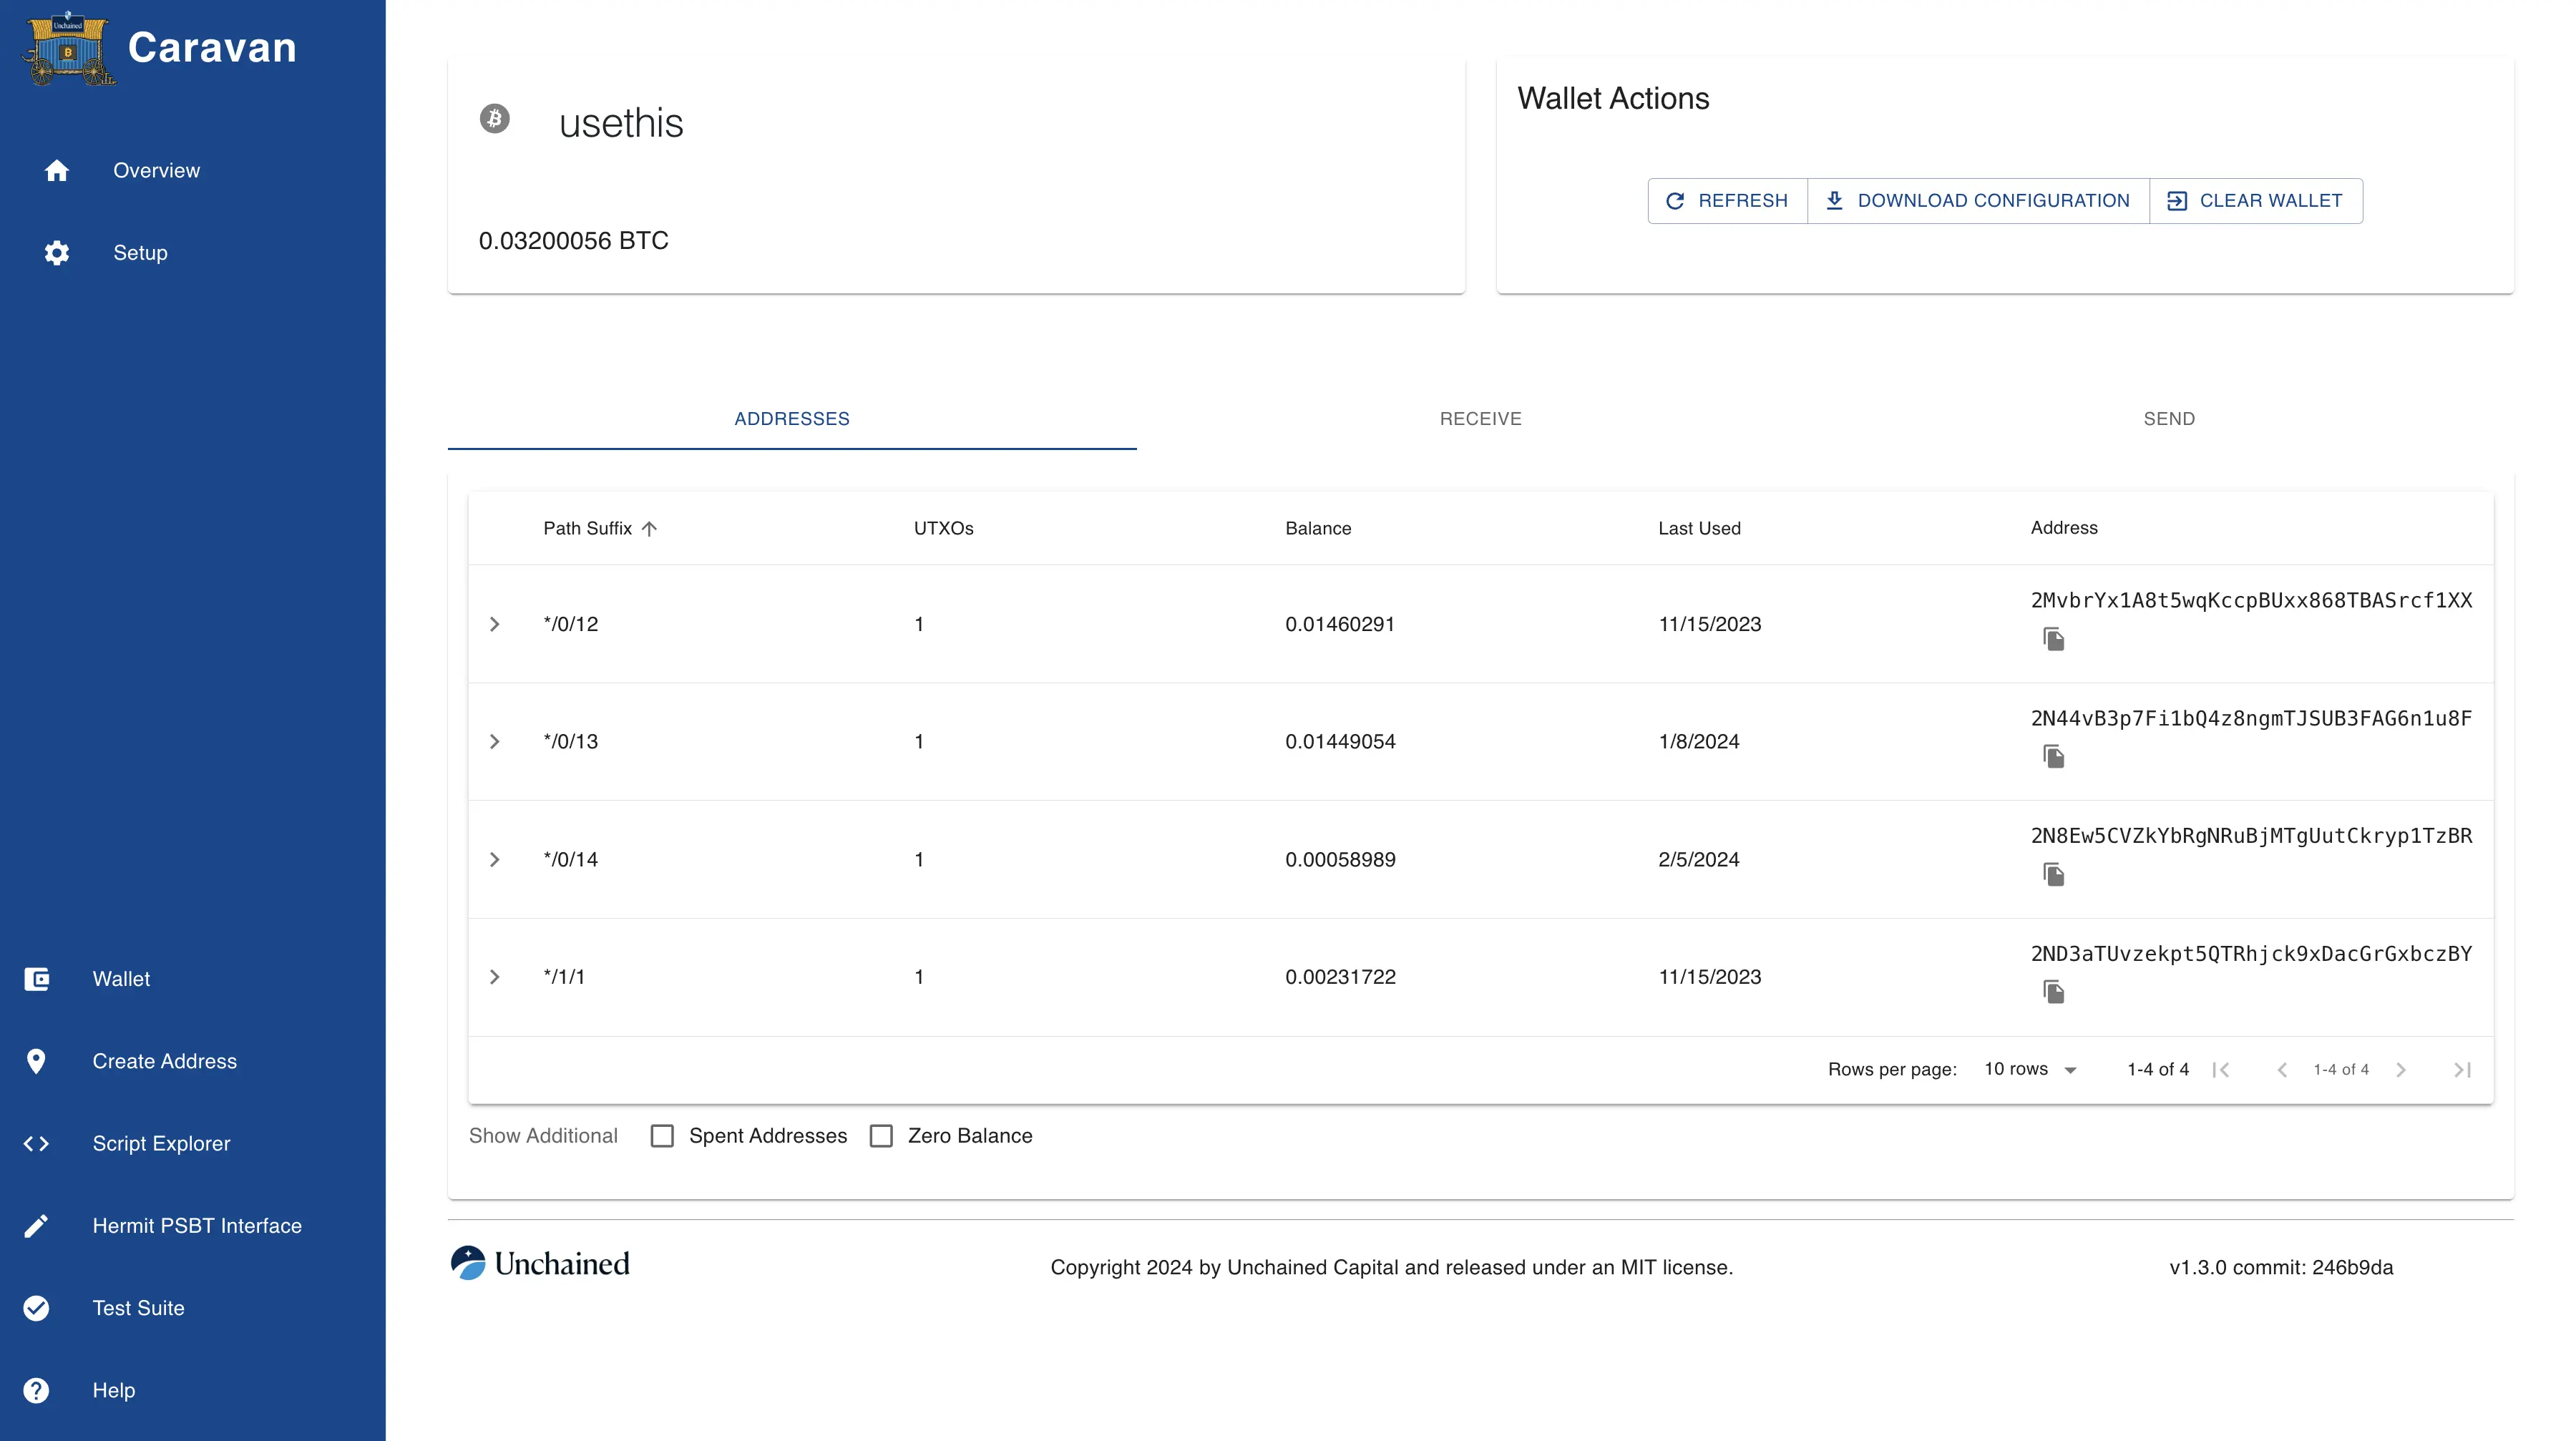 Unchained
Caravan
Overview
Setup
Wallet
Create Address
Script Explorer
Hermit PSBT Interface
Test Suite
Help
usethis
0.03200056 BTC
Wallet Actions
REFRESH DOWNLOAD CONFIGURATION CLEAR WALLET
ADDRESSES RECEIVE SEND
Path Suffix UTXOs Balance Last Used Address
*/0/12 1 0.01460291 11/15/2023 2MvbrYx1A8t5wqKccpBUxx868TBASrcf1XX
*/0/13 1 0.01449054 1/8/2024 2N44vB3p7Fi1bQ4z8ngmTJSUB3FAG6n1u8F
*/0/14 1 0.00058989 2/5/2024 2N8Ew5CVZkYbRgNRuBjMTgUutCkryp1TzBR
*/1/1 1 0.00231722 11/15/2023 2ND3aTUvzekpt5QTRhjck9xDacGrGxbczBY
Rows per page: 10 rows 1-4 of 4 1-4 of 4
Show Additional Spent Addresses Zero Balance
Unchained Copyright 2024 by Unchained Capital and released under an MIT license. v1.3.0 commit: 246b9da